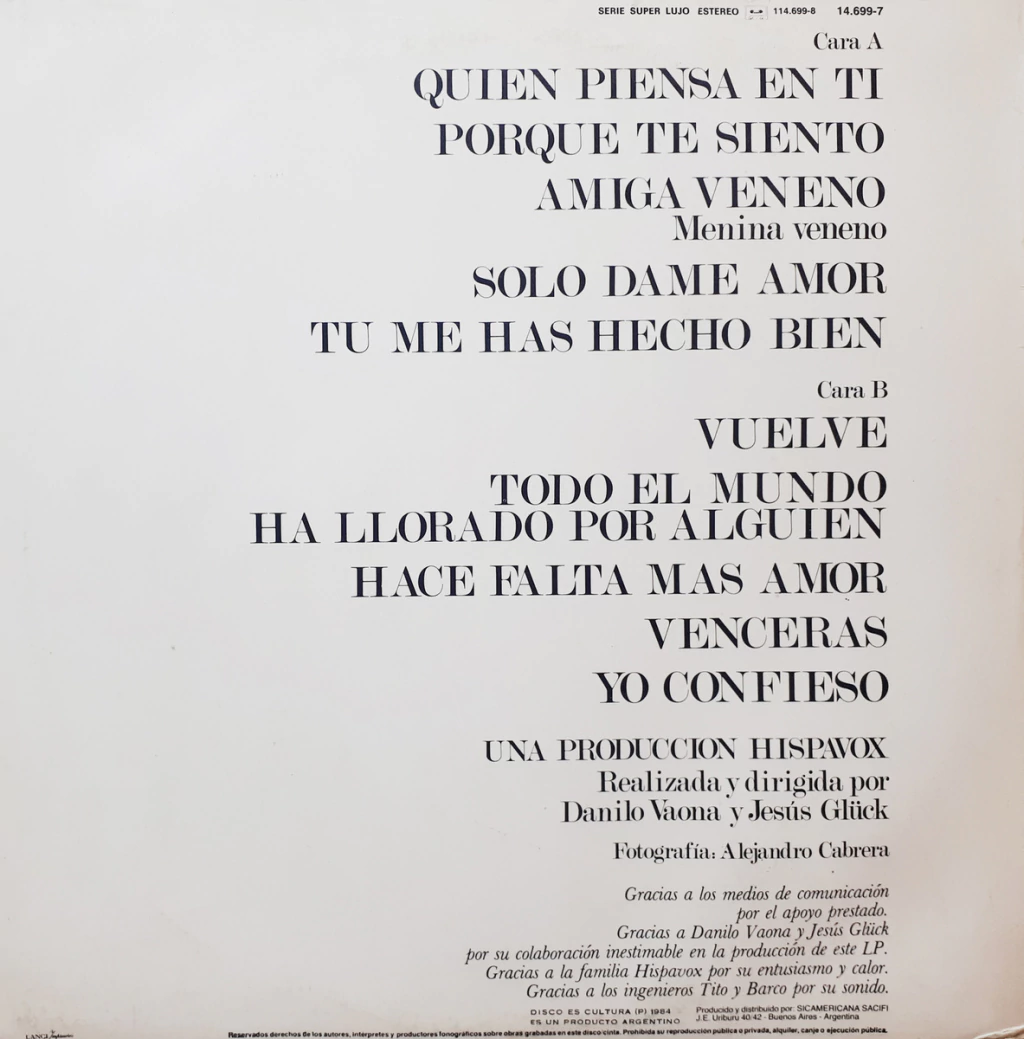 SERIE SUPER LUJO ESTEREO 114.699-8 14.699-7
Cara A
QUIEN PIENSA EN TI
PORQUE TE SIENTO
AMIGA VENENO
Menina veneno
SOLO DAME AMOR
TU ME HAS HECHO BIEN
Cara B
VUELVE
TODO EL MUNDO
HA LLORADO POR ALGUIEN
HACE FALTA MAS AMOR
VENCERAS
YO CONFIESO
UNA PRODUCCION HISPAVOX
Realizada y dirigida por
Danilo Vaona y Jesús Glück
Fotografía: Alejandro Cabrera
Gracias a los medios de comunicación
por el apoyo prestado.
Gracias a Danilo Vaona y Jesús Glück
por su colaboración inestimable en la producción de este LP.
Gracias a la familia Hispavox por su entusiasmo y calor.
Gracias a los ingenieros Tito y Barco por su sonido.
DISCO ES CULTURA (P) 1984
ES UN PRODUCTO ARGENTINO
Producido y distribuido por: SICAMERICANA SACIFI
J.E. Uriburu 40/42 - Buenos Aires - Argentina
Reservados derechos de los autores, intérpretes y productores fonográficos sobre obras grabadas en este disco/cinta. Prohibida su reproducción pública o privada, alquiler, canje o ejecución pública.